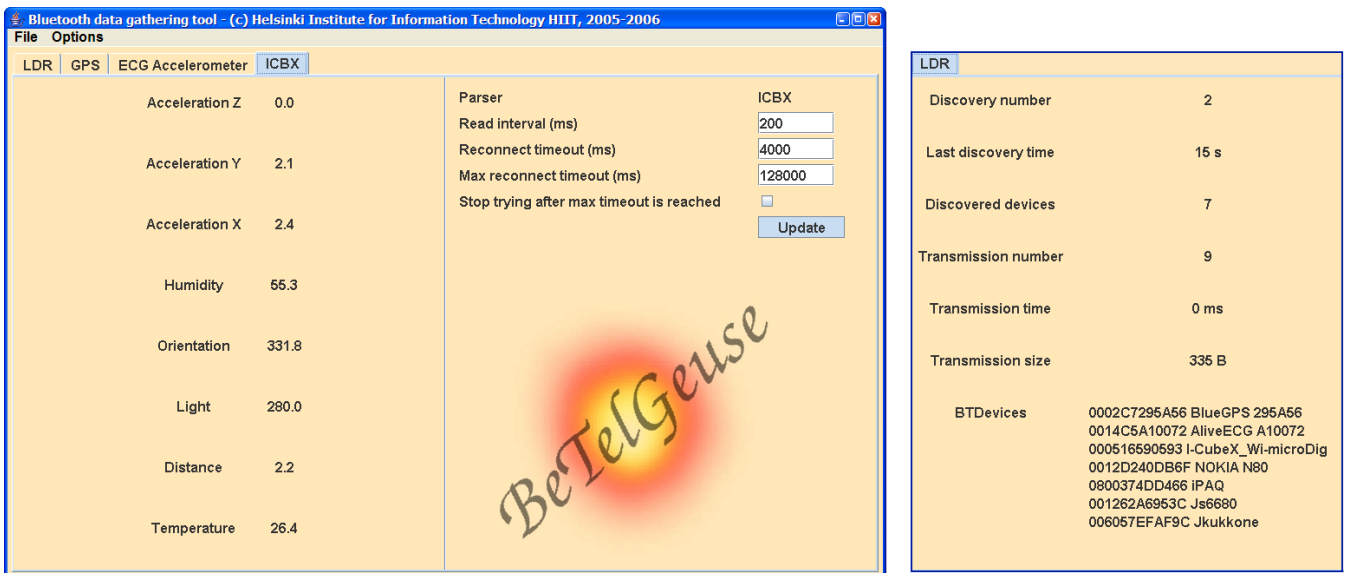 Bluetooth data gathering tool - (c) Helsinki Institute for Information Technology HIIT, 2005-2006
File Options
LDR GPS ECG Accelerometer ICBX
Acceleration Z 0.0
Acceleration Y 2.1
Acceleration X 2.4
Humidity 55.3
Orientation 331.8
Light 280.0
Distance 2.2
Temperature 26.4
Parser ICBX
Read interval (ms) 200
Reconnect timeout (ms) 4000
Max reconnect timeout (ms) 128000
Stop trying after max timeout is reached
Update
BeTelGeuse
LDR
Discovery number 2
Last discovery time 15 s
Discovered devices 7
Transmission number 9
Transmission time 0 ms
Transmission size 335 B
BTDevices 0002C7295A56 BlueGPS 295A56
0014C5A10072 AliveECG A10072
000516590593 I-CubeX_Wi-microDig
0012D240DB6F NOKIA N80
0800374DD466 iPAQ
001262A6953C Js6680
006057EFAF9C Jkukkone